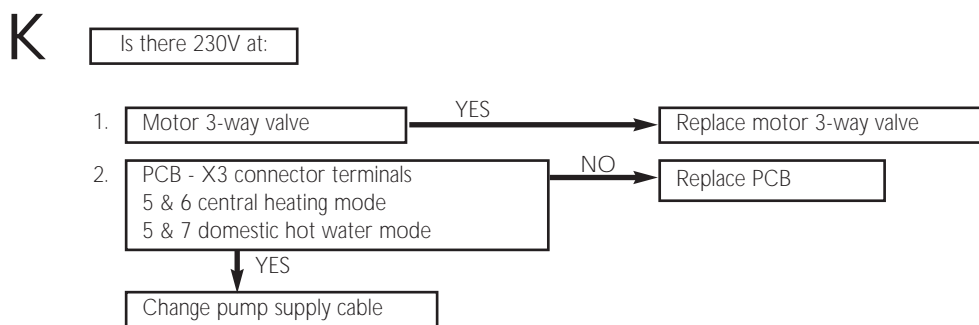 K
Is there 230V at:
1. Motor 3-way valve
YES
Replace motor 3-way valve
2. PCB - X3 connector terminals
5 & 6 central heating mode
5 & 7 domestic hot water mode
NO
Replace PCB
YES
Change pump supply cable